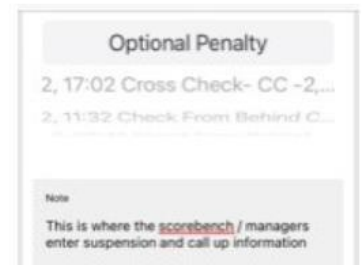 Optional Penalty
2, 17:02 Cross Check- CC -2,...
2, 11:32 Check From Behind C...
Note
This is where the scorebench / managers
enter suspension and call up information